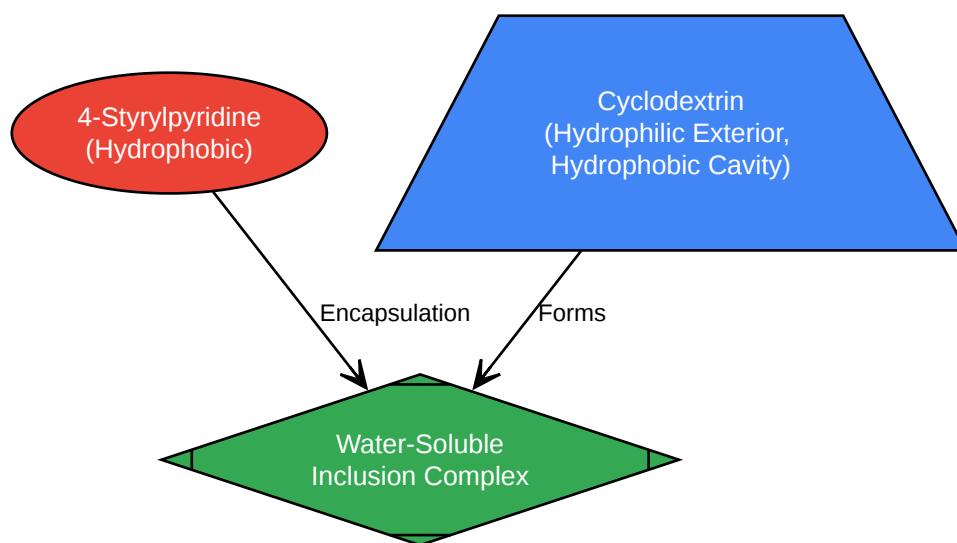 4-Styrylpyridine
(Hydrophobic)
Cyclodextrin
(Hydrophilic Exterior,
Hydrophobic Cavity)
Encapsulation
Forms
Water-Soluble
Inclusion Complex